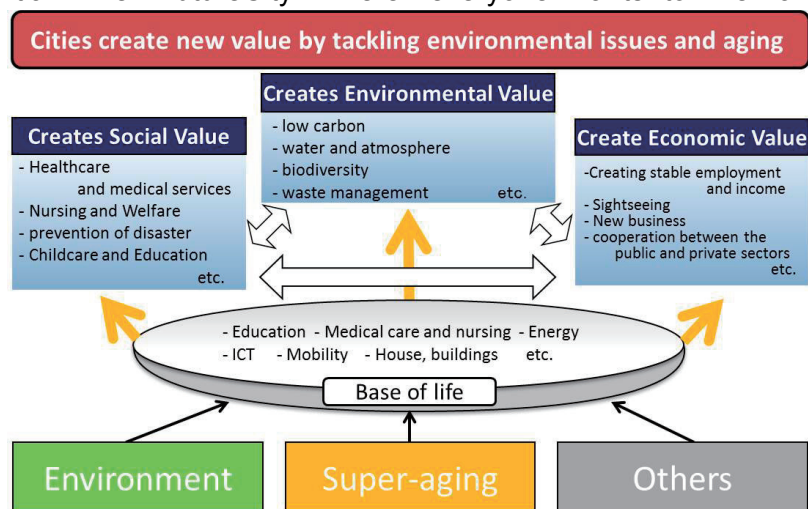 Cities create new value by tackling environmental issues and aging
Creates Environmental Value
- low carbon
- water and atmosphere
- biodiversity
- waste management etc.
Creates Social Value
- Healthcare
and medical services
- Nursing and Welfare
- prevention of disaster
- Childcare and Education
etc.
Create Economic Value
-Creating stable employment
and income
- Sightseeing
- New business
- cooperation between the
public and private sectors
etc.
- Education - Medical care and nursing - Energy
- ICT - Mobility - House, buildings etc.
Base of life
Environment
Super-aging
Others